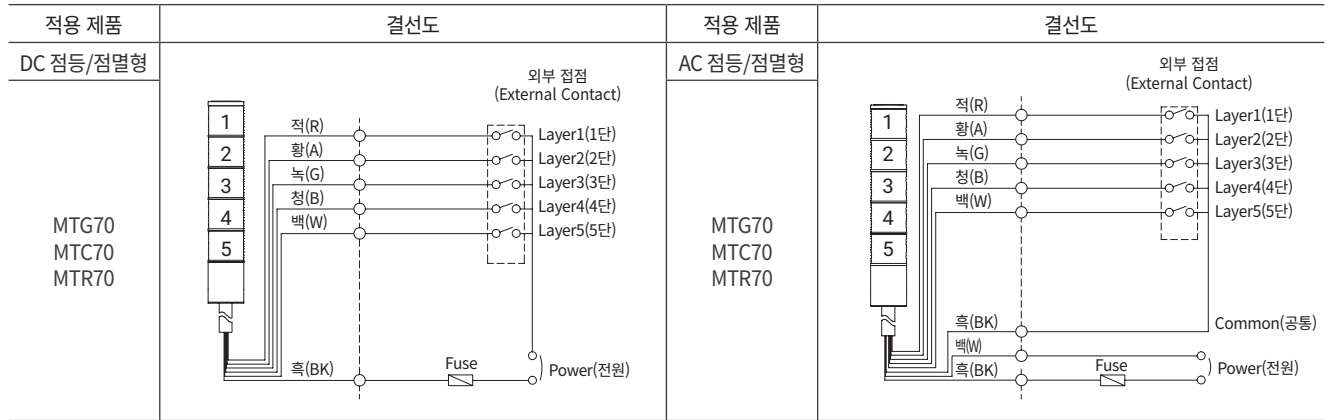 적용 제품
결선도
적용 제품
결선도
DC 점등/점멸형
MTG70
MTC70
MTR70
외부 접점
(External Contact)
1
2
3
4
5
적(R)
황(A)
녹(G)
청(B)
백(W)
Layer1(1단)
Layer2(2단)
Layer3(3단)
Layer4(4단)
Layer5(5단)
흑(BK)
Fuse
Power(전원)
AC 점등/점멸형
MTG70
MTC70
MTR70
외부 접점
(External Contact)
1
2
3
4
5
적(R)
황(A)
녹(G)
청(B)
백(W)
Layer1(1단)
Layer2(2단)
Layer3(3단)
Layer4(4단)
Layer5(5단)
흑(BK)
Common(공통)
백(W)
흑(BK)
Fuse
Power(전원)